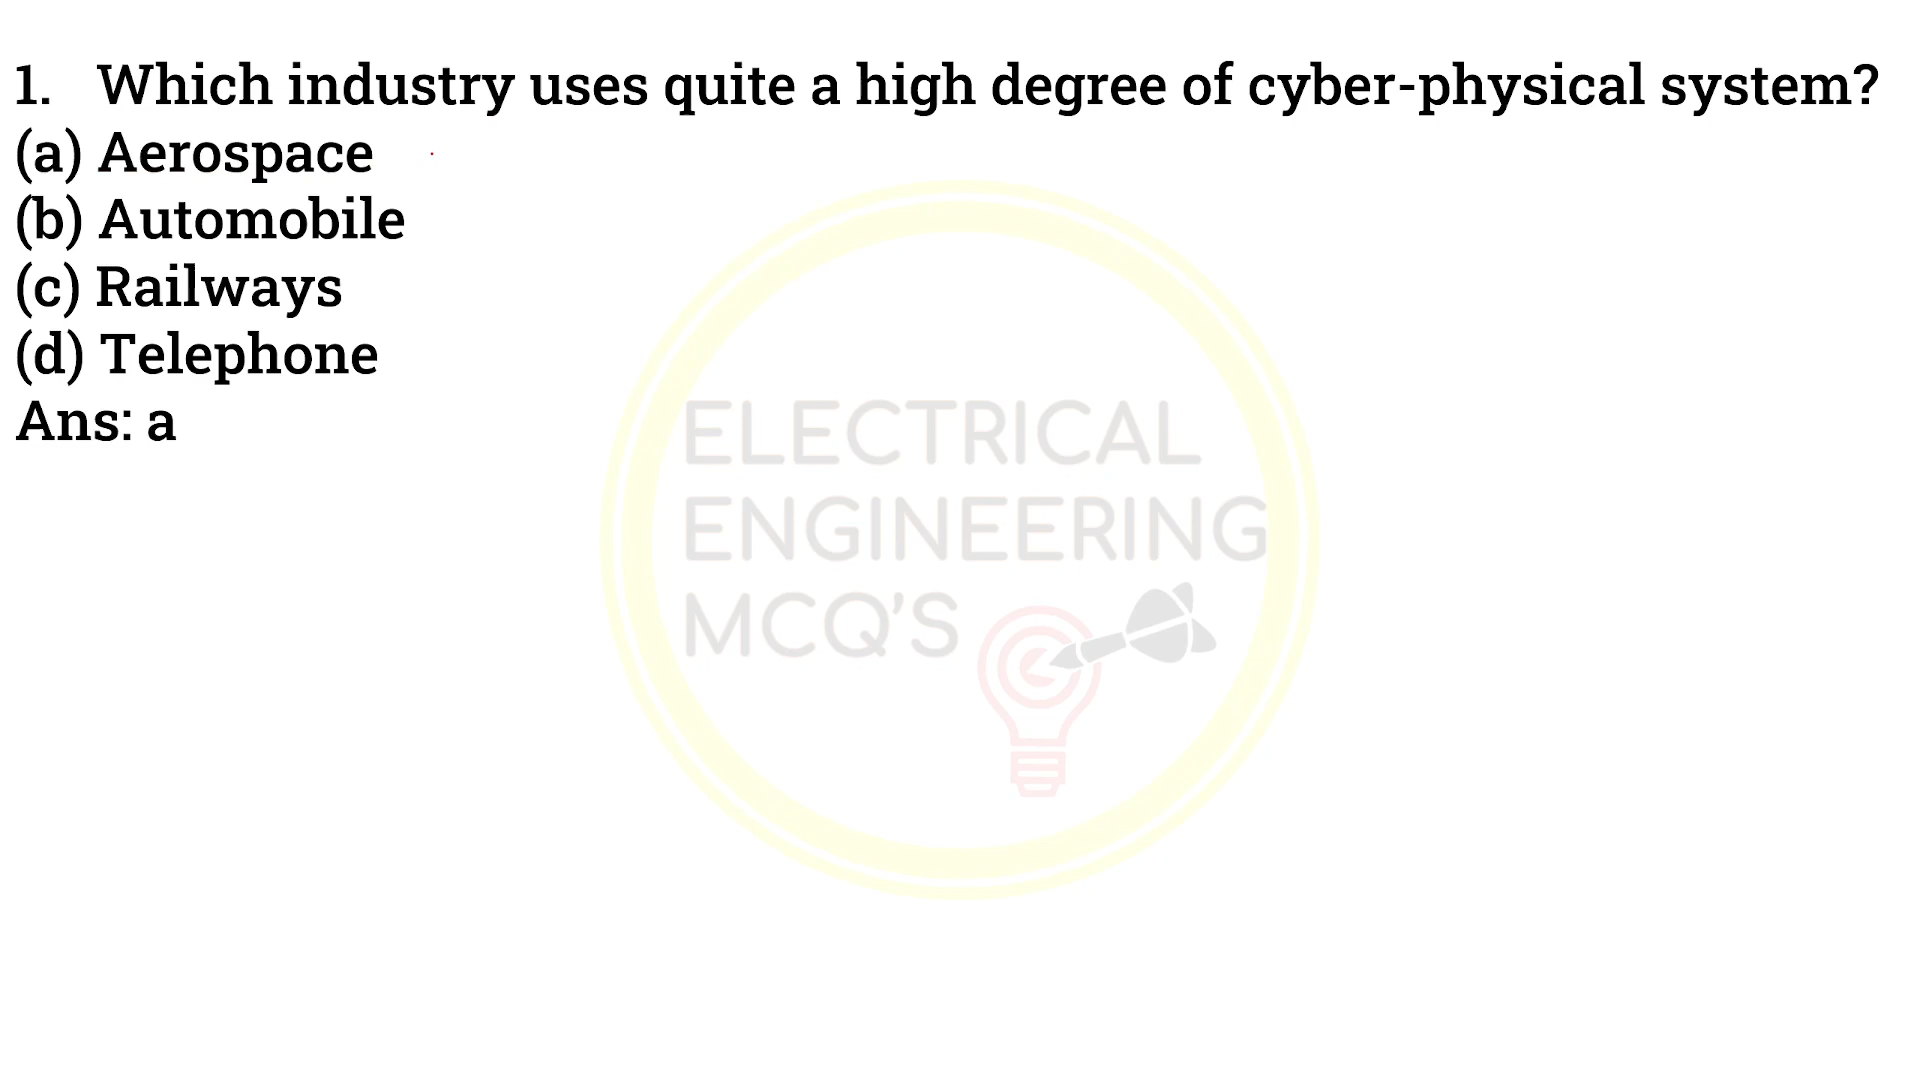 1. Which industry uses quite a high degree of cyber-physical system?
(a) Aerospace
(b) Automobile
(c) Railways
(d) Telephone
Ans: a
ELECTRICAL
ENGINEERING
MCQ'S